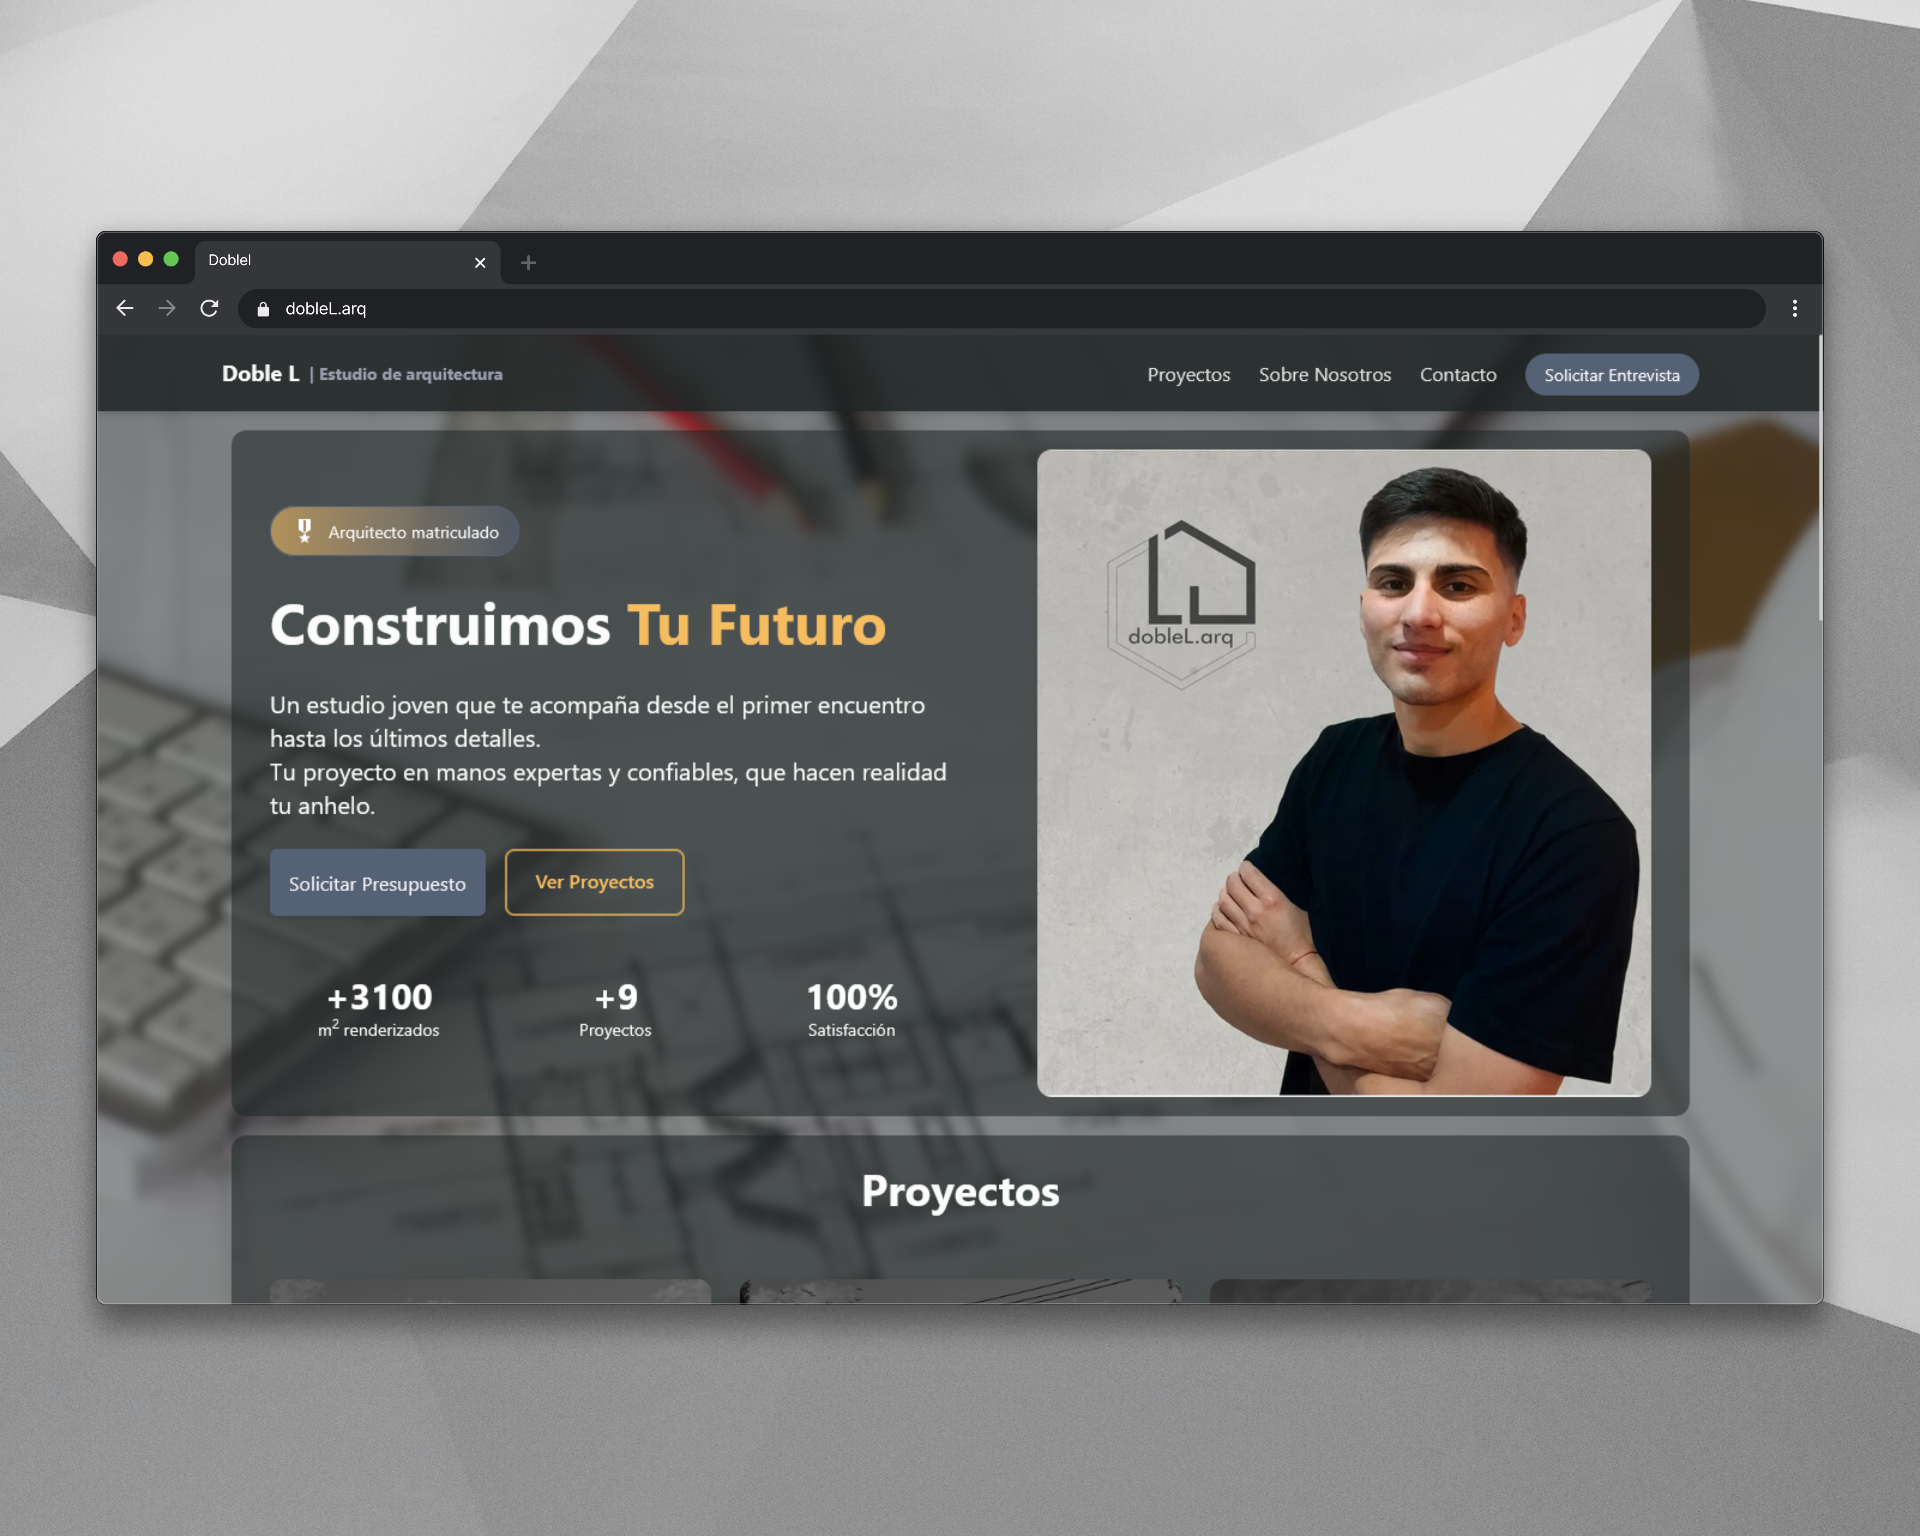 Doblel
dobleL.arq
Doble L | Estudio de arquitectura
Proyectos
Sobre Nosotros
Contacto
Solicitar Entrevista
Arquitecto matriculado
Construimos Tu Futuro
Un estudio joven que te acompaña desde el primer encuentro
hasta los últimos detalles.
Tu proyecto en manos expertas y confiables, que hacen realidad
tu anhelo.
Solicitar Presupuesto
Ver Proyectos
+3100
m² renderizados
+9
Proyectos
100%
Satisfacción
dobleL.arq
Proyectos